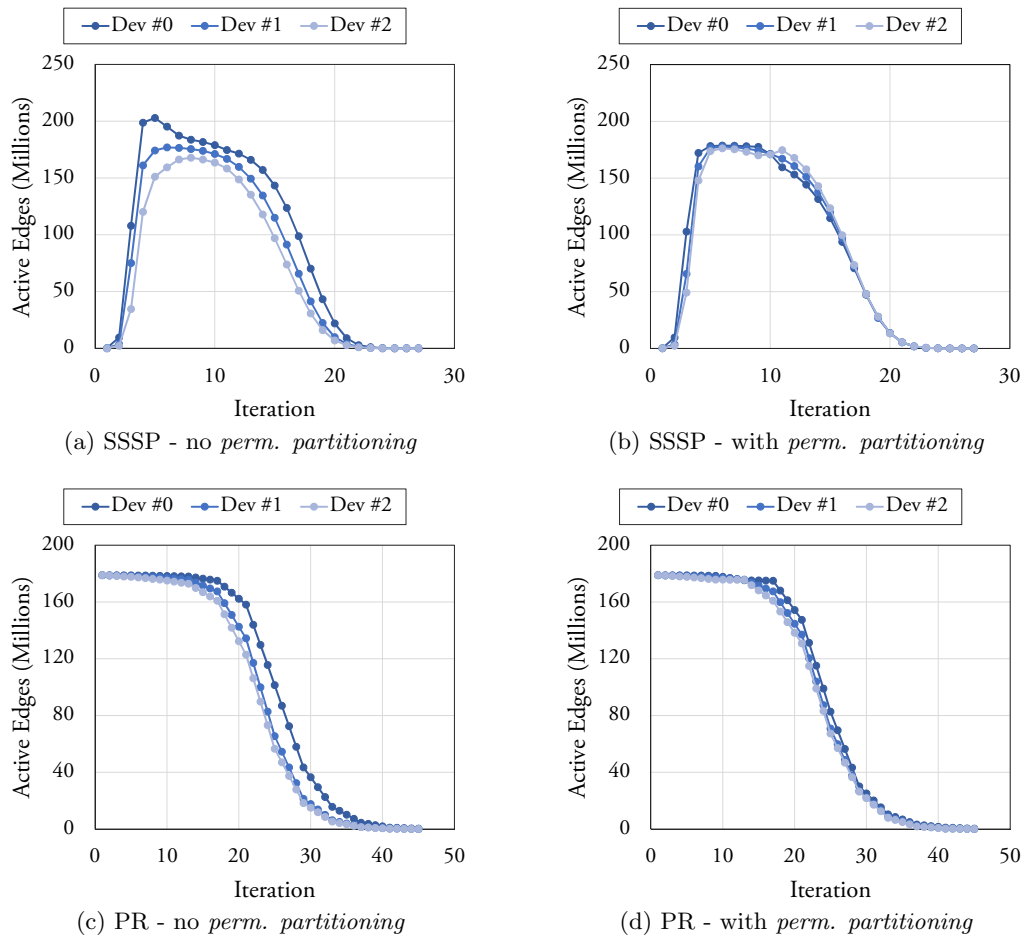 Dev #0 Dev #1 Dev #2
250
200
150
100
50
0
Active Edges (Millions)
0 10 20 30
Iteration
(a) SSSP - no perm. partitioning
Dev #0 Dev #1 Dev #2
250
200
150
100
50
0
Active Edges (Millions)
0 10 20 30
Iteration
(b) SSSP - with perm. partitioning
Dev #0 Dev #1 Dev #2
200
160
120
80
40
0
Active Edges (Millions)
0 10 20 30 40 50
Iteration
(c) PR - no perm. partitioning
Dev #0 Dev #1 Dev #2
200
160
120
80
40
0
Active Edges (Millions)
0 10 20 30 40 50
Iteration
(d) PR - with perm. partitioning